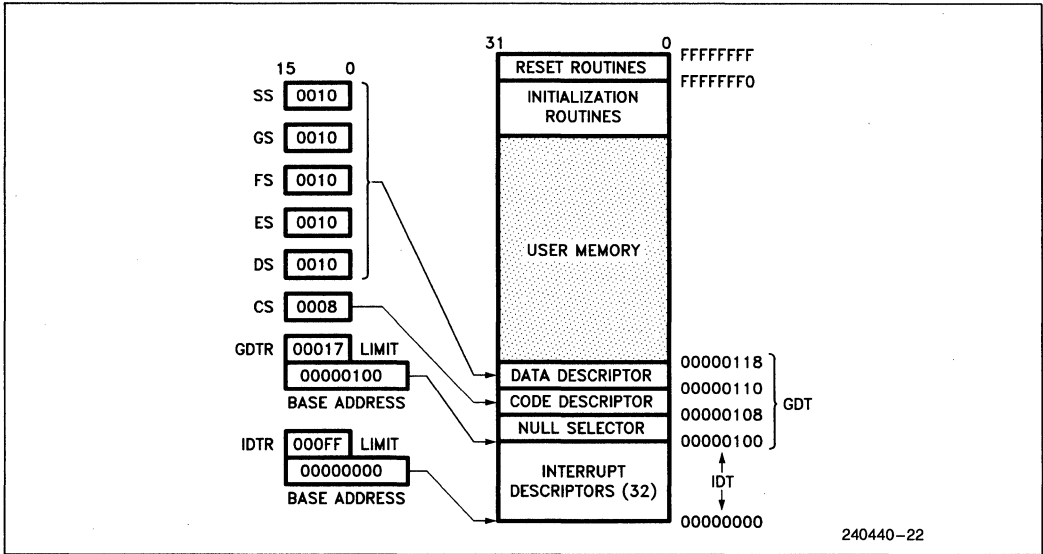 31 0
FFFFFFFF
RESET ROUTINES
FFFFFFF0
INITIALIZATION
ROUTINES
15 0
SS 0010
GS 0010
FS 0010
ES 0010
DS 0010
CS 0008
GDTR 00017 LIMIT
00000100
BASE ADDRESS
IDTR 000FF LIMIT
00000000
BASE ADDRESS
USER MEMORY
00000118
DATA DESCRIPTOR
00000110
CODE DESCRIPTOR
00000108
NULL SELECTOR
00000100
GDT
INTERRUPT
DESCRIPTORS (32)
IDT
00000000
240440-22